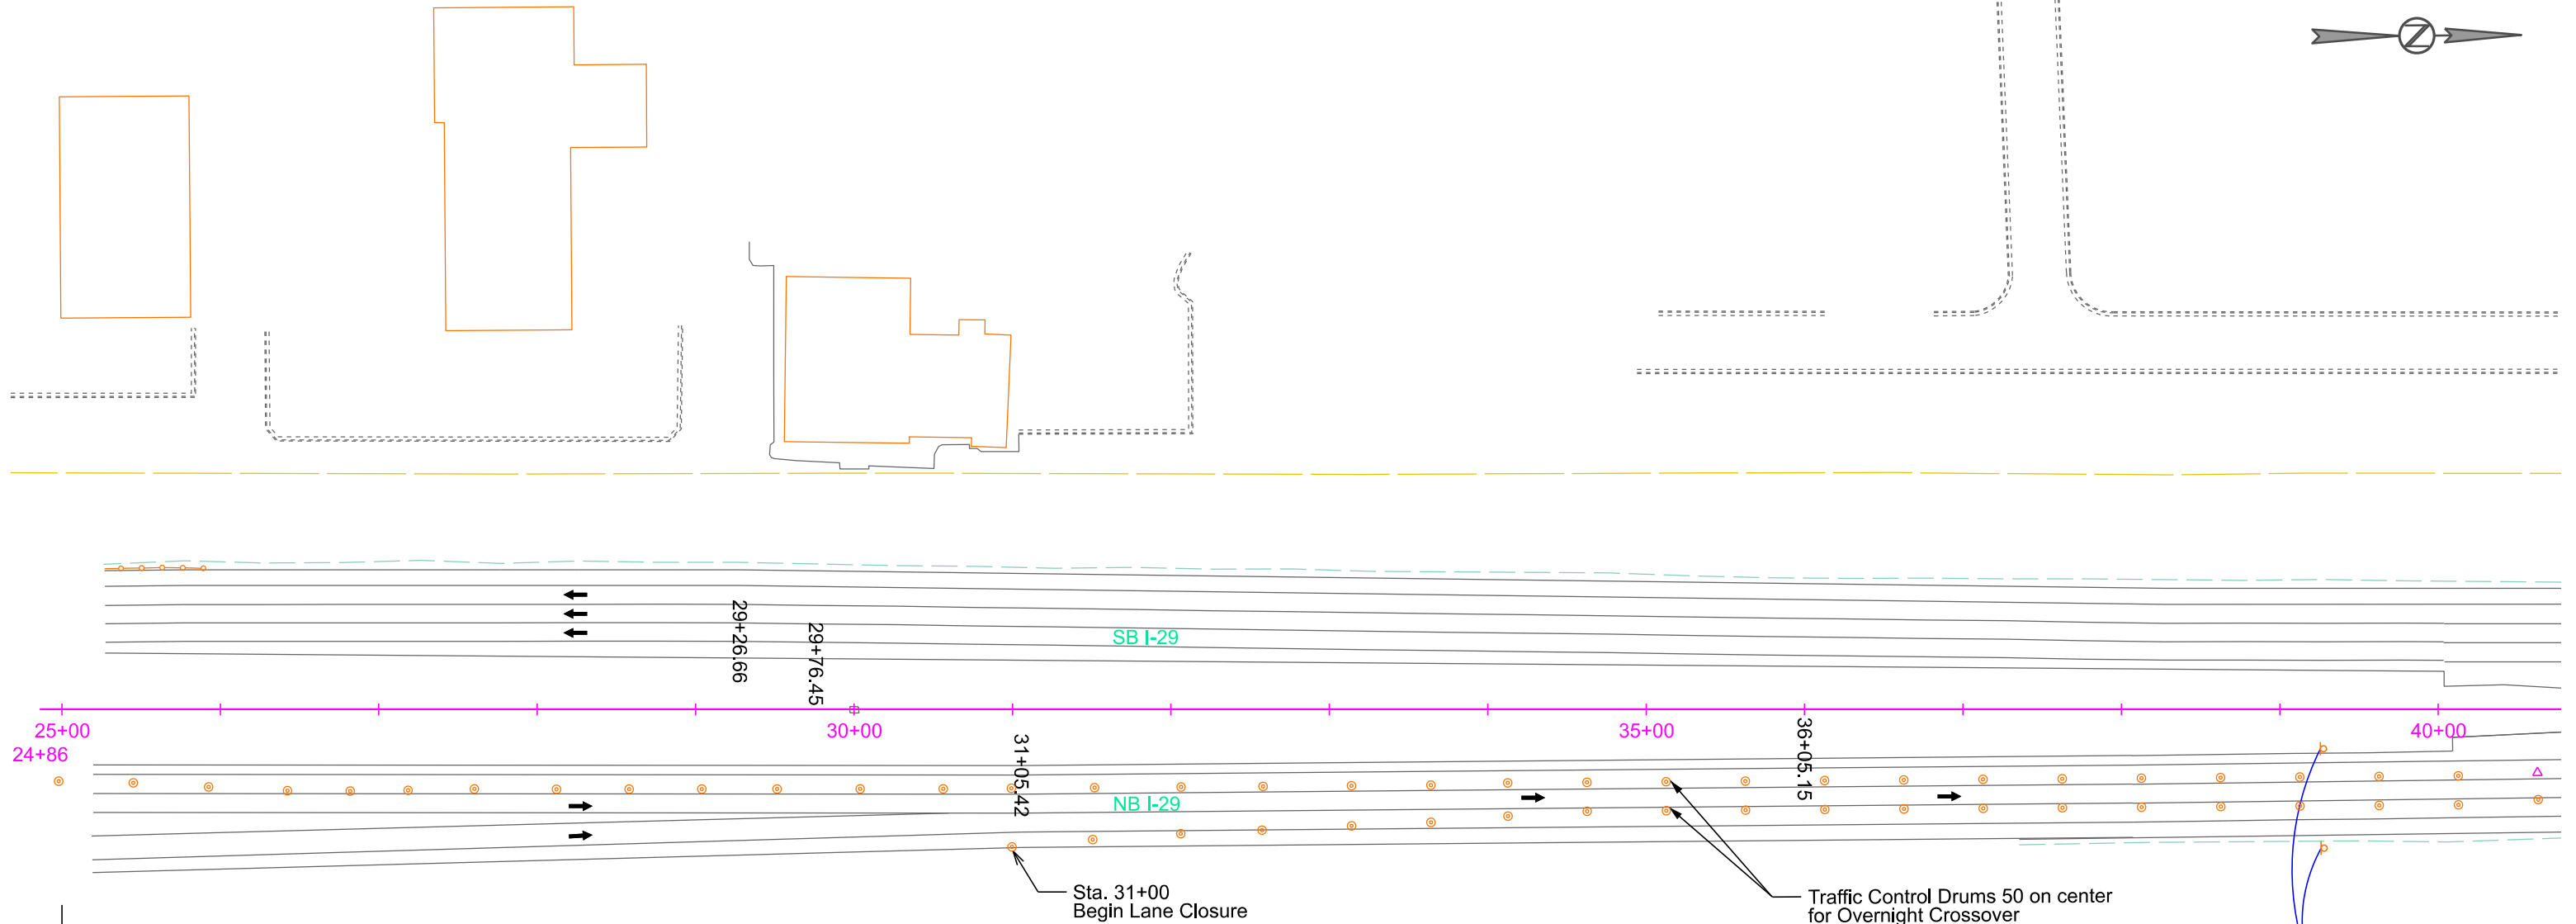 Z
29+26.66
29+76.45
SB I-29
25+00
30+00
35+00
40+00
24+86
31+05.42
36+05.15
NB I-29
Sta. 31+00
Begin Lane Closure
Traffic Control Drums 50 on center
for Overnight Crossover